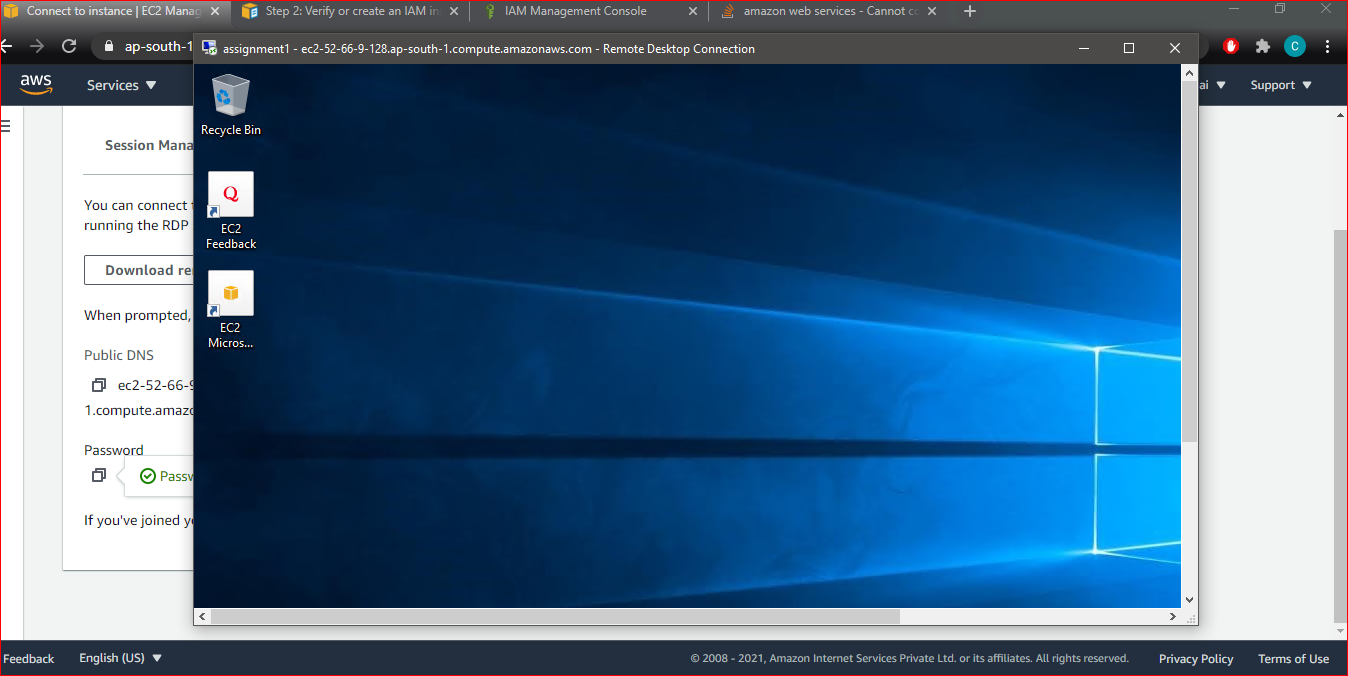 Connect to instance | EC2 Manag
Step 2: Verify or create an IAM in
IAM Management Console
amazon web services - Cannot co
ap-south-1
C
assignment1 - ec2-52-66-9-128.ap-south-1.compute.amazonaws.com - Remote Desktop Connection
aws
Services
ai
Support
Recycle Bin
Session Mana
You can connect t
running the RDP
Q
EC2
Feedback
Download re
When prompted,
EC2
Micros...
Public DNS
ec2-52-66-9
1.compute.amazo
Password
Passw
If you've joined yo
Feedback
English (US)
© 2008 - 2021, Amazon Internet Services Private Ltd. or its affiliates. All rights reserved.
Privacy Policy
Terms of Use